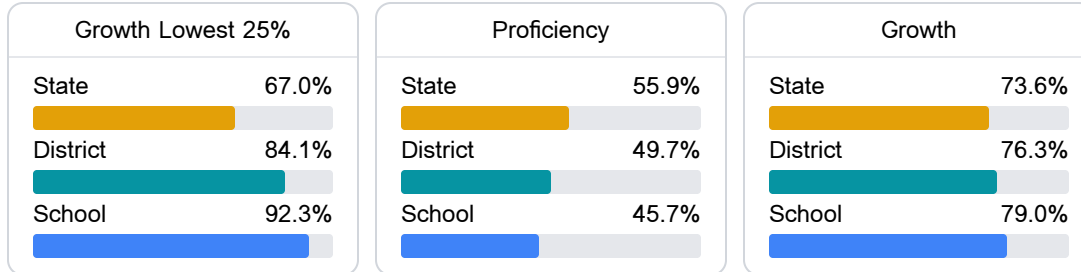 Growth Lowest 25%
State 67.0%
District 84.1%
School 92.3%
Proficiency
State 55.9%
District 49.7%
School 45.7%
Growth
State 73.6%
District 76.3%
School 79.0%